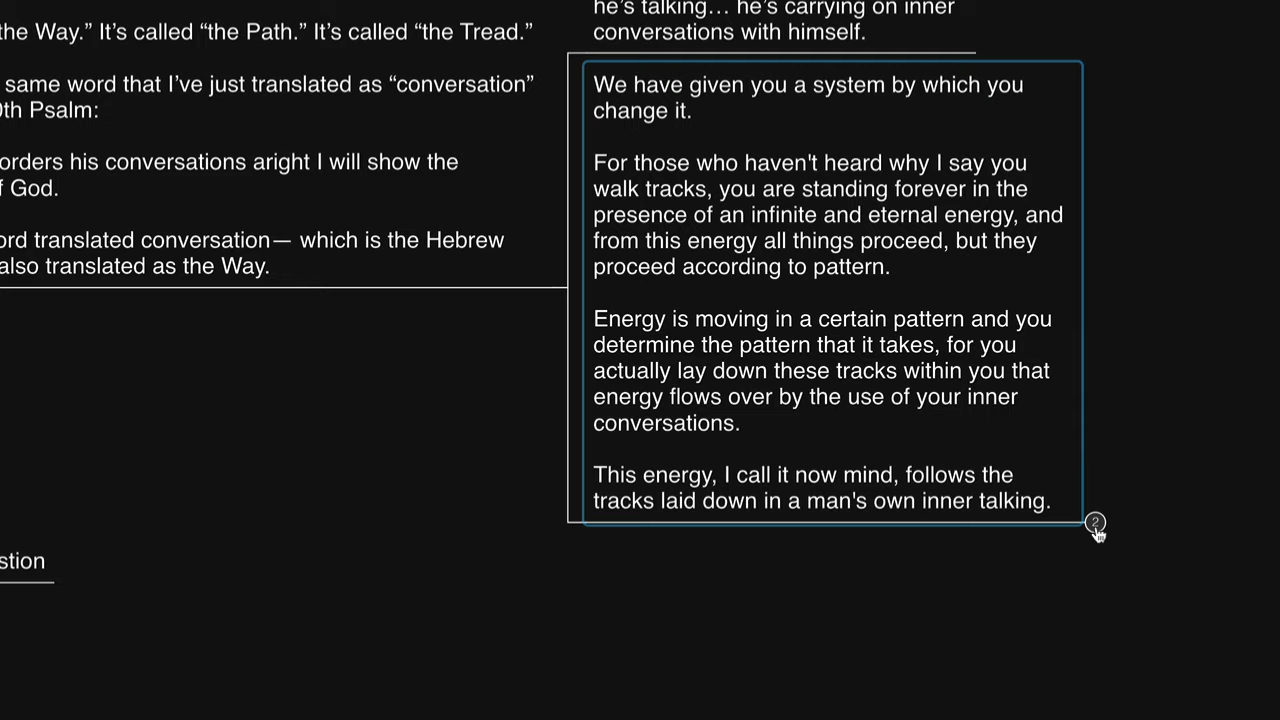 the Way.” It’s called “the Path.” It’s called “the Tread.”
same word that I’ve just translated as “conversation”
0th Psalm:
orders his conversations aright I will show the
f God.
ord translated conversation— which is the Hebrew
also translated as the Way.
stion
he’s talking… he’s carrying on inner
conversations with himself.
We have given you a system by which you
change it.
For those who haven't heard why I say you
walk tracks, you are standing forever in the
presence of an infinite and eternal energy, and
from this energy all things proceed, but they
proceed according to pattern.
Energy is moving in a certain pattern and you
determine the pattern that it takes, for you
actually lay down these tracks within you that
energy flows over by the use of your inner
conversations.
This energy, I call it now mind, follows the
tracks laid down in a man's own inner talking.
2